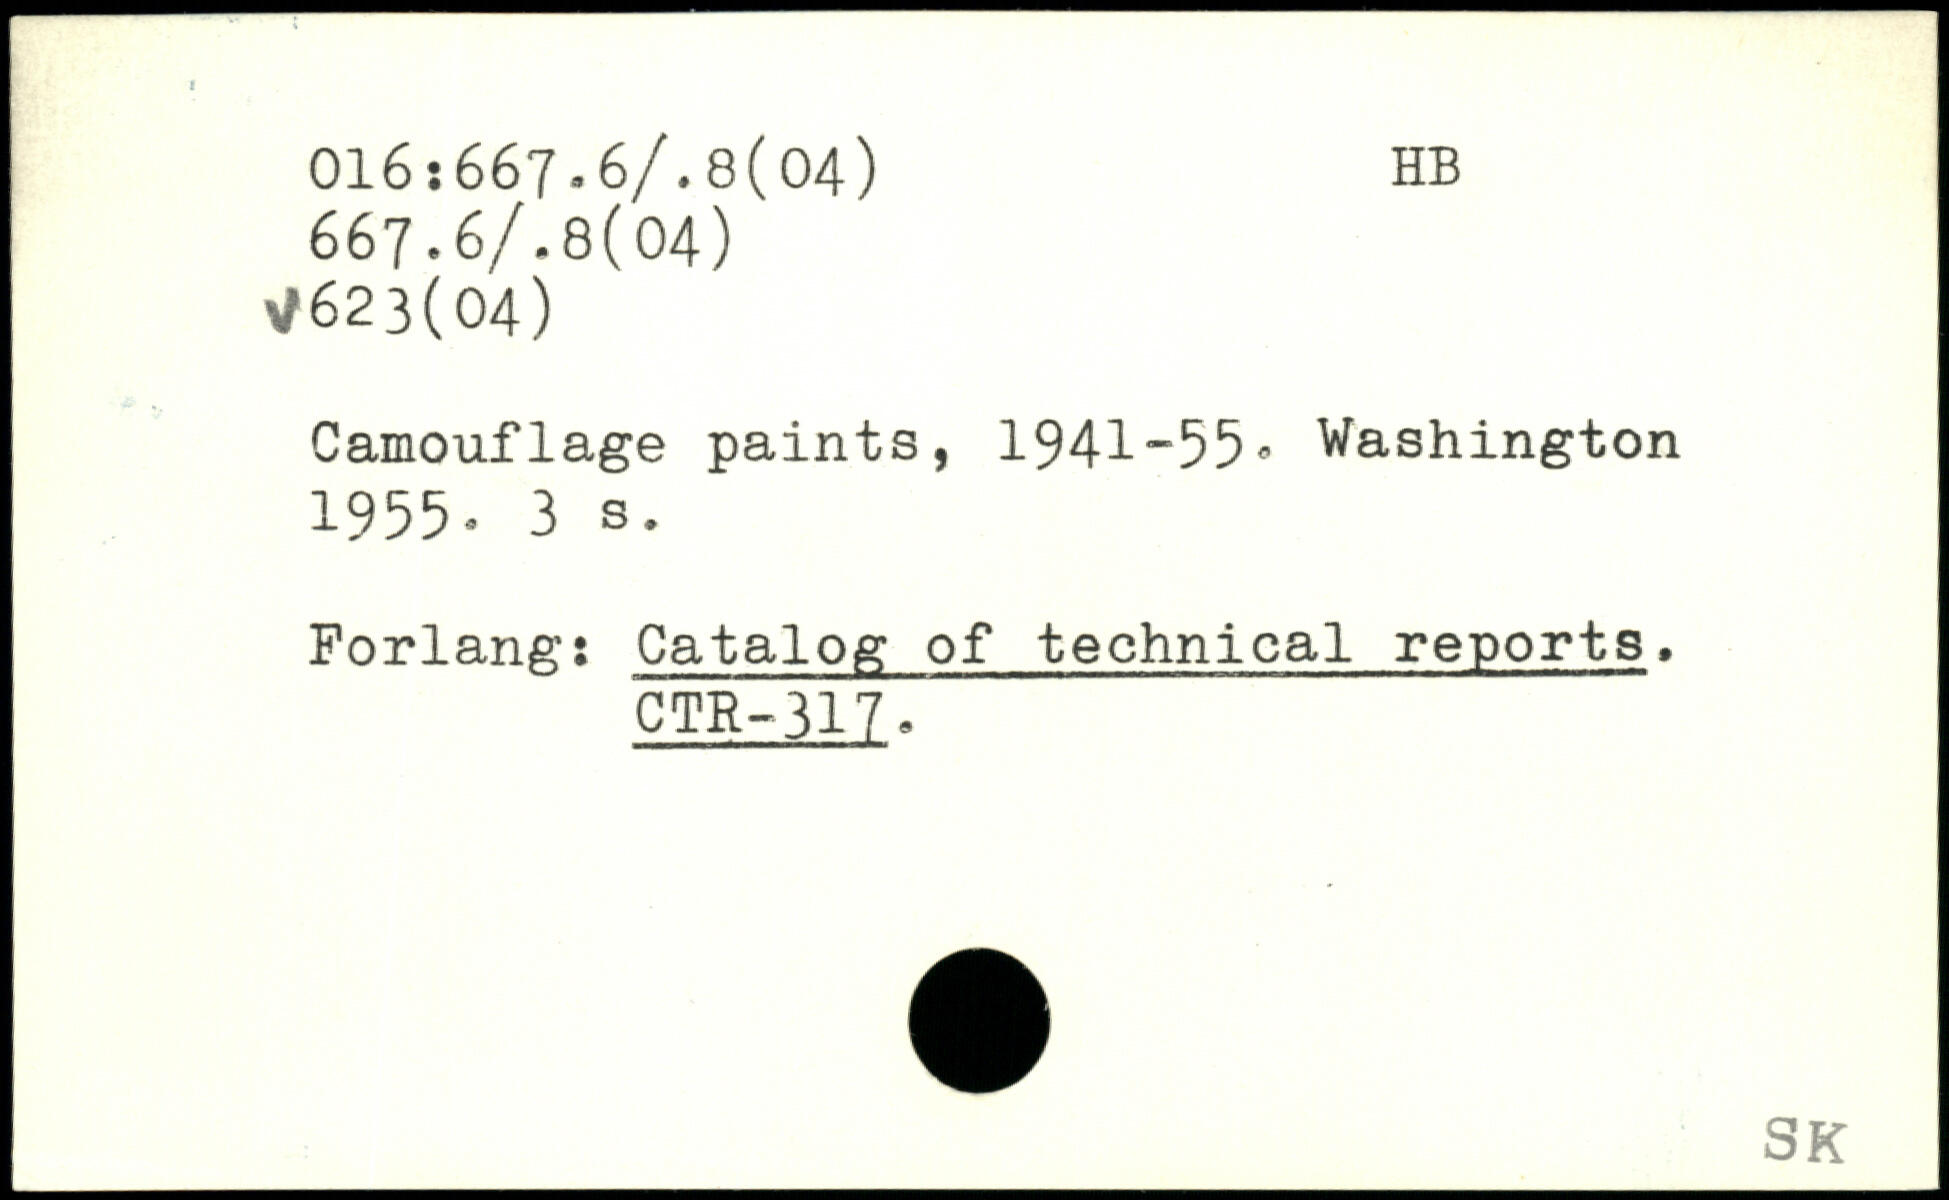 016:667.6/.8(04) HB
667.6/.8(04)
v623(04)
Camouflage paints, 1941-55. Washington
1955. 3 s.
Forlang: Catalog of technical reports.
CTR-317.
SK